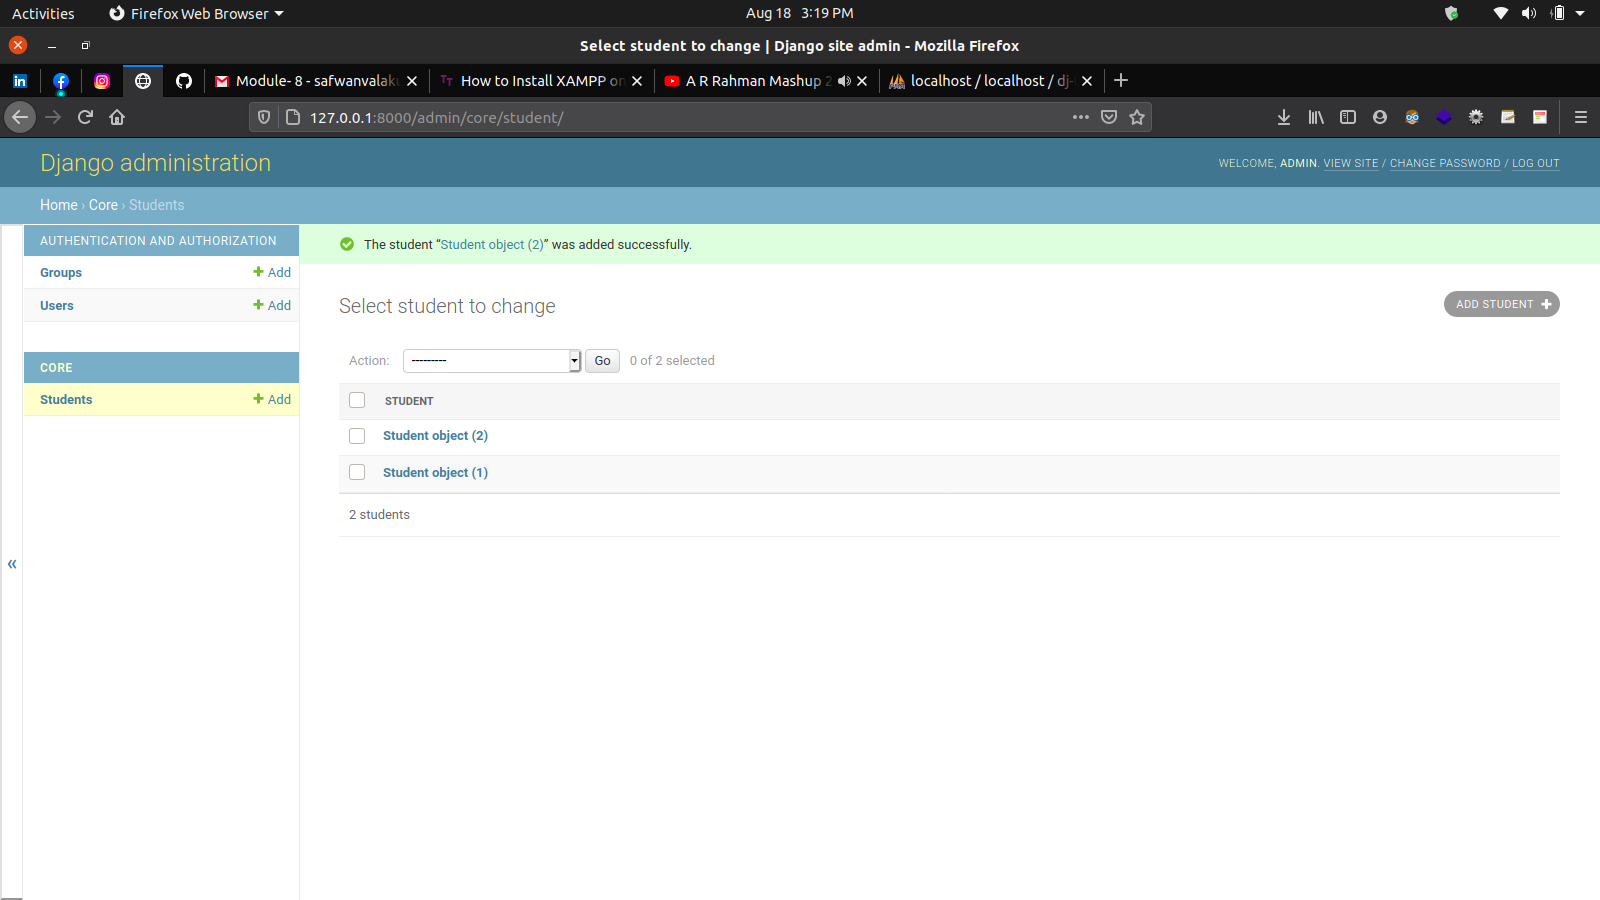 Activities Firefox Web Browser Aug 18 3:19 PM
Select student to change | Django site admin - Mozilla Firefox
Module- 8 - safwanvalak How to Install XAMPP on A R Rahman Mashup 2 localhost / localhost / dj-
127.0.0.1:8000/admin/core/student/
Django administration
WELCOME, ADMIN. VIEW SITE / CHANGE PASSWORD / LOG OUT
Home › Core › Students
AUTHENTICATION AND AUTHORIZATION
Groups + Add
Users + Add
CORE
Students + Add
«
The student “Student object (2)” was added successfully.
Select student to change
ADD STUDENT +
Action: --------- Go 0 of 2 selected
STUDENT
Student object (2)
Student object (1)
2 students